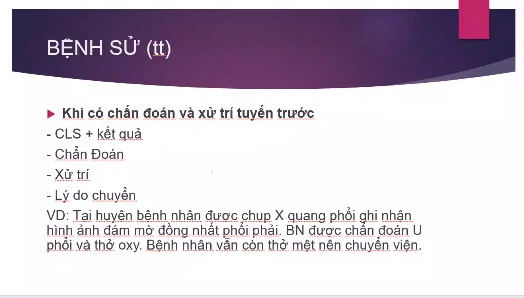 BỆNH SỬ (tt)
Khi có chấn đoán và xử trí tuyến trước
- CLS + kết quả
- Chẩn Đoán
- Xử trí
- Lý do chuyển
VD: Tại huyện bệnh nhân được chụp X quang phổi ghi nhận
hình ảnh đám mờ đồng nhất phổi phải. BN được chẩn đoán U
phổi và thở oxy. Bệnh nhân vẫn còn thở mệt nên chuyển viện.